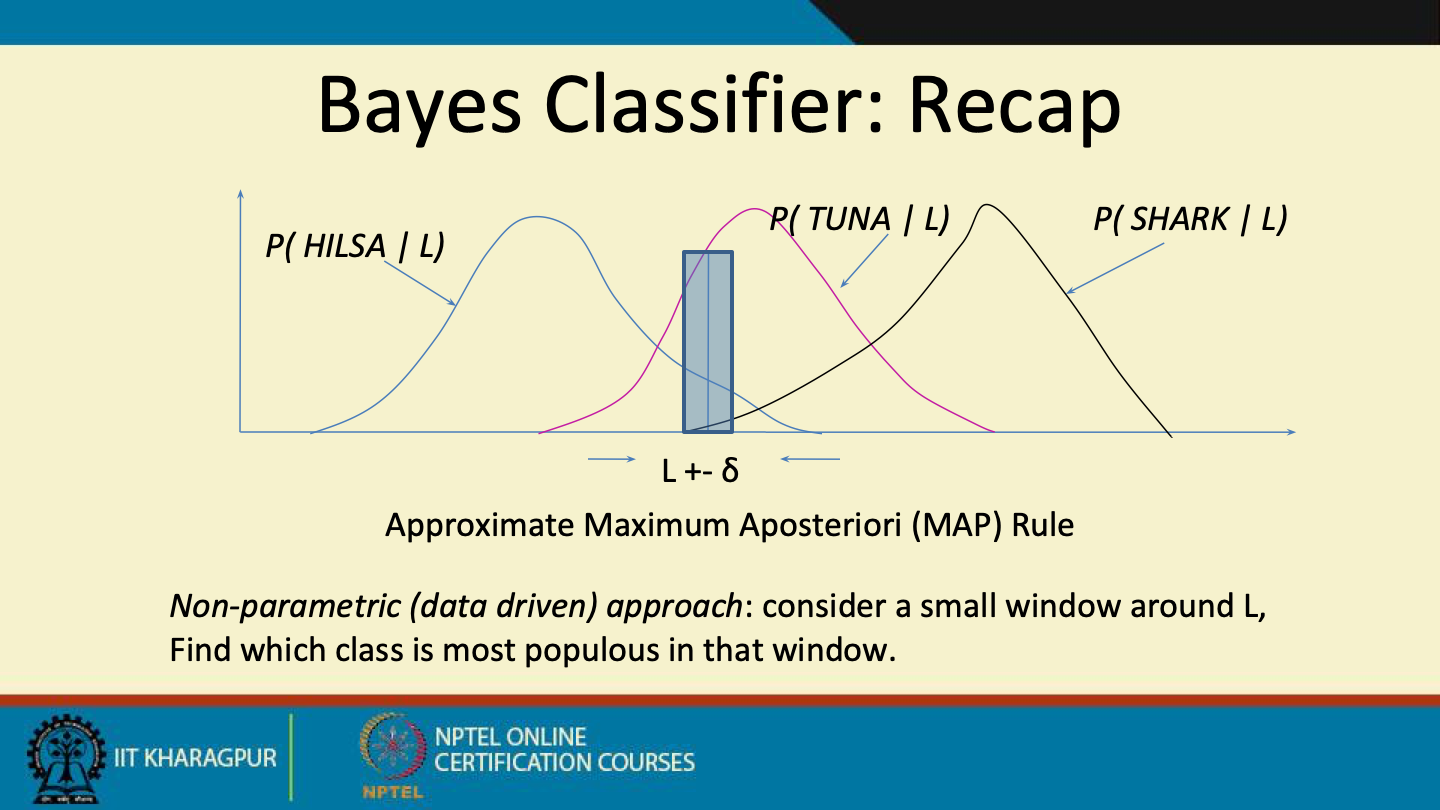 Bayes Classifier: Recap
P( HILSA | L)
P( TUNA | L)
P( SHARK | L)
L +- δ
Approximate Maximum Aposteriori (MAP) Rule
Non-parametric (data driven) approach: consider a small window around L,
Find which class is most populous in that window.
IIT KHARAGPUR
NPTEL
NPTEL ONLINE
CERTIFICATION COURSES